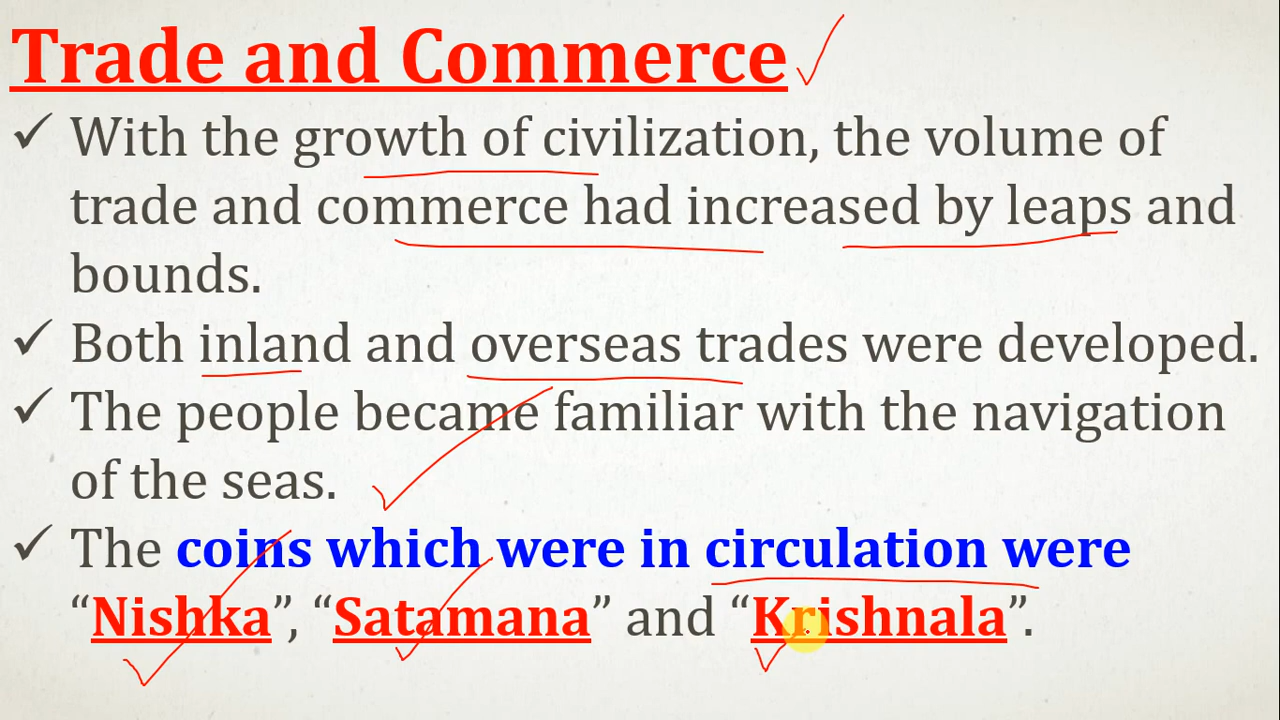 Trade and Commerce
✓ With the growth of civilization, the volume of
trade and commerce had increased by leaps and
bounds.
✓ Both inland and overseas trades were developed.
✓ The people became familiar with the navigation
of the seas.
✓ The coins which were in circulation were
“Nishka”, “Satamana” and “Krishnala”.